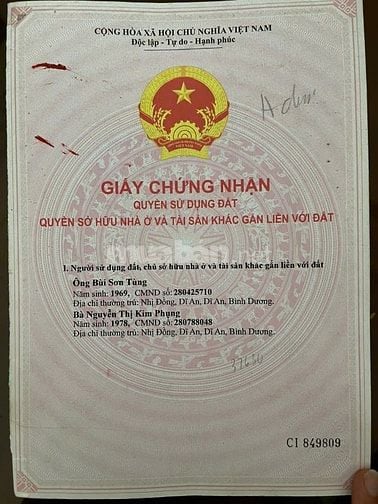 CỘNG HÒA XÃ HỘI CHỦ NGHĨA VIỆT NAM
Độc lập - Tự do - Hạnh phúc
GIẤY CHỨNG NHẬN
QUYỀN SỬ DỤNG ĐẤT
QUYỀN SỞ HỮU NHÀ Ở VÀ TÀI SẢN KHÁC GẮN LIỀN VỚI ĐẤT
I. Người sử dụng đất, chủ sở hữu nhà ở và tài sản khác gắn liền với đất
Ông Bùi Sơn Tùng
Năm sinh: 1969, CMND số: 280425710
Địa chỉ thường trú: Nhị Đồng, Dĩ An, Dĩ An, Bình Dương.
Bà Nguyễn Thị Kim Phụng
Năm sinh: 1978, CMND số: 280788048
Địa chỉ thường trú: Nhị Đồng, Dĩ An, Dĩ An, Bình Dương.
37656
CI 849809